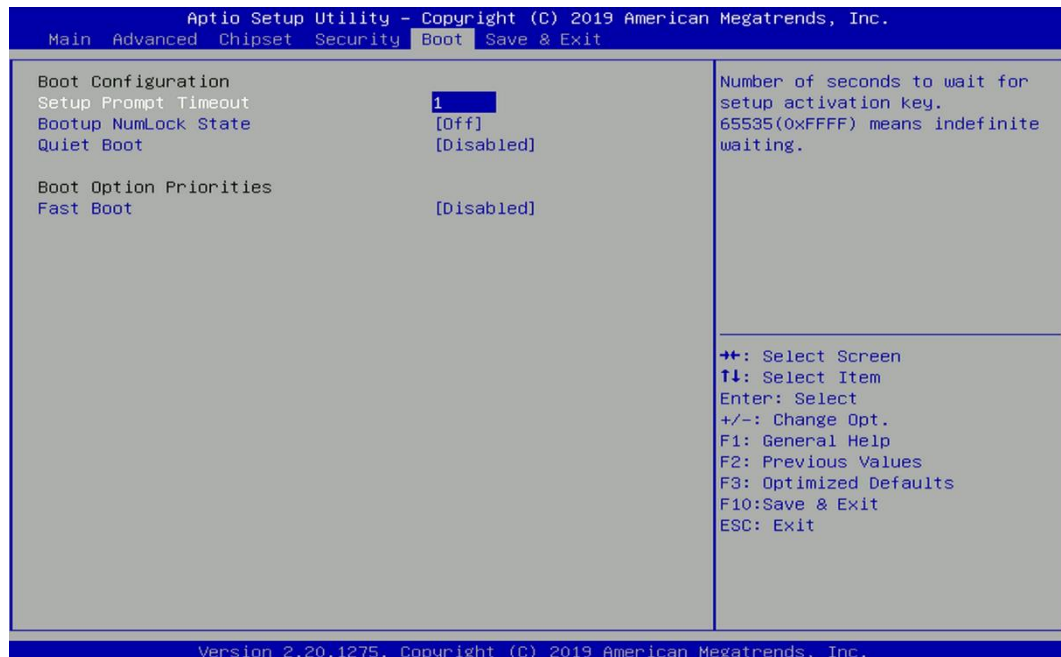 Aptio Setup Utility – Copyright (C) 2019 American Megatrends, Inc.
Main Advanced Chipset Security Boot Save & Exit
Boot Configuration
Setup Prompt Timeout 1
Bootup NumLock State [Off]
Quiet Boot [Disabled]
Boot Option Priorities
Fast Boot [Disabled]
Number of seconds to wait for
setup activation key.
65535(0xFFFF) means indefinite
waiting.
→←: Select Screen
↑↓: Select Item
Enter: Select
+/-: Change Opt.
F1: General Help
F2: Previous Values
F3: Optimized Defaults
F10:Save & Exit
ESC: Exit
Version 2.20.1275. Copyright (C) 2019 American Megatrends, Inc.